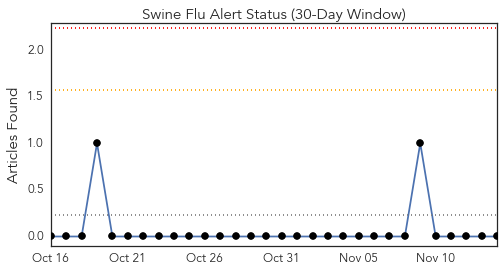 Swine Flu Alert Status (30-Day Window)
Articles Found
2.0
1.5
1.0
0.5
0.0
Oct 16 Oct 21 Oct 26 Oct 31 Nov 05 Nov 10